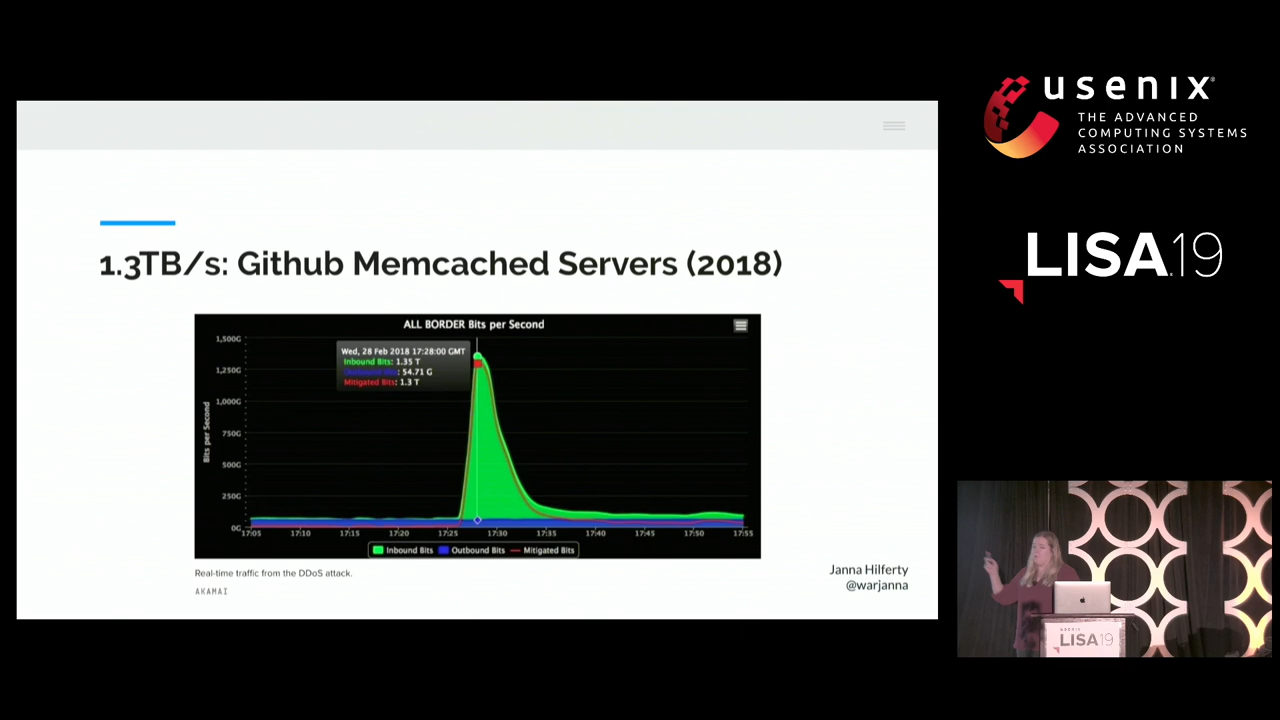 usenix
THE ADVANCED
COMPUTING SYSTEMS
ASSOCIATION
LISA19
1.3TB/s: Github Memcached Servers (2018)
ALL BORDER Bits per Second
Wed, 28 Feb 2018 17:28:00 GMT
Inbound Bits: 1.35 T
Outbound Bits: 54.71 G
Mitigated Bits: 1.3 T
Bits per Second
1,500G
1,250G
1,000G
750G
500G
250G
0G
17:05 17:10 17:15 17:20 17:25 17:30 17:35 17:40 17:45 17:50 17:55
Inbound Bits Outbound Bits Mitigated Bits
Real-time traffic from the DDoS attack.
AKAMAI
Janna Hilferty
@warjanna
USENIX
LISA19